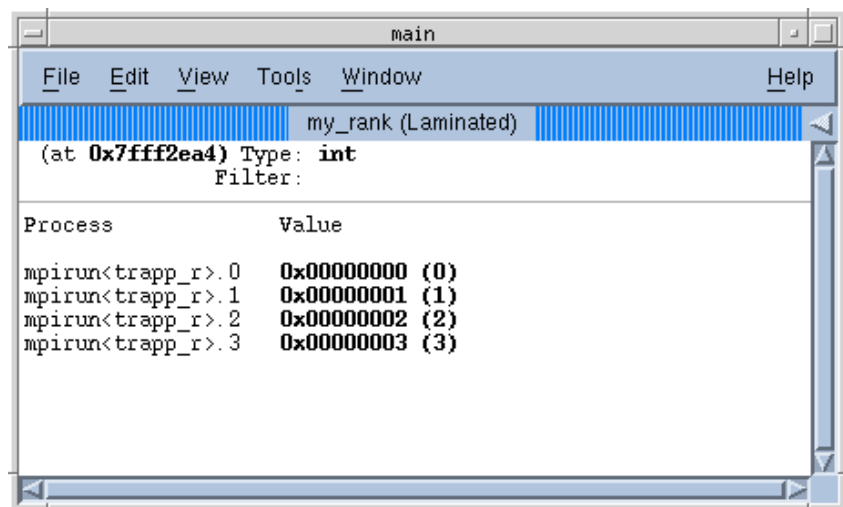 main
File Edit View Tools Window Help
my_rank (Laminated)
(at 0x7fff2ea4) Type: int
Filter:
Process Value
mpirun<trapp_r>.0 0x00000000 (0)
mpirun<trapp_r>.1 0x00000001 (1)
mpirun<trapp_r>.2 0x00000002 (2)
mpirun<trapp_r>.3 0x00000003 (3)